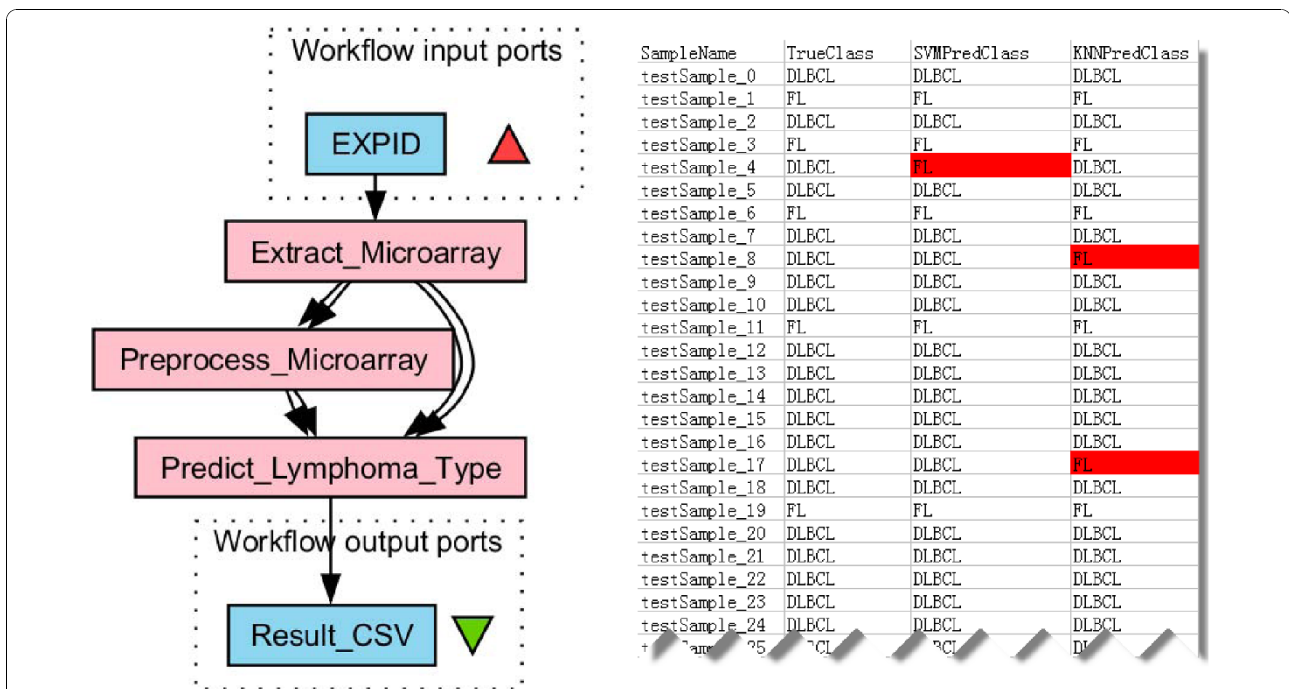 Workflow input ports
EXPID
Extract_Microarray
Preprocess_Microarray
Predict_Lymphoma_Type
Workflow output ports
Result_CSV
SampleName TrueClass SVMPredClass KNNPredClass
testSample_0 DLBCL DLBCL DLBCL
testSample_1 FL FL FL
testSample_2 DLBCL DLBCL DLBCL
testSample_3 FL FL FL
testSample_4 DLBCL FL DLBCL
testSample_5 DLBCL DLBCL DLBCL
testSample_6 FL FL FL
testSample_7 DLBCL DLBCL DLBCL
testSample_8 DLBCL DLBCL FL
testSample_9 DLBCL DLBCL DLBCL
testSample_10 DLBCL DLBCL DLBCL
testSample_11 FL FL FL
testSample_12 DLBCL DLBCL DLBCL
testSample_13 DLBCL DLBCL DLBCL
testSample_14 DLBCL DLBCL DLBCL
testSample_15 DLBCL DLBCL DLBCL
testSample_16 DLBCL DLBCL DLBCL
testSample_17 DLBCL DLBCL FL
testSample_18 DLBCL DLBCL DLBCL
testSample_19 FL FL FL
testSample_20 DLBCL DLBCL DLBCL
testSample_21 DLBCL DLBCL DLBCL
testSample_22 DLBCL DLBCL DLBCL
testSample_23 DLBCL DLBCL DLBCL
testSample_24 DLBCL DLBCL DLBCL